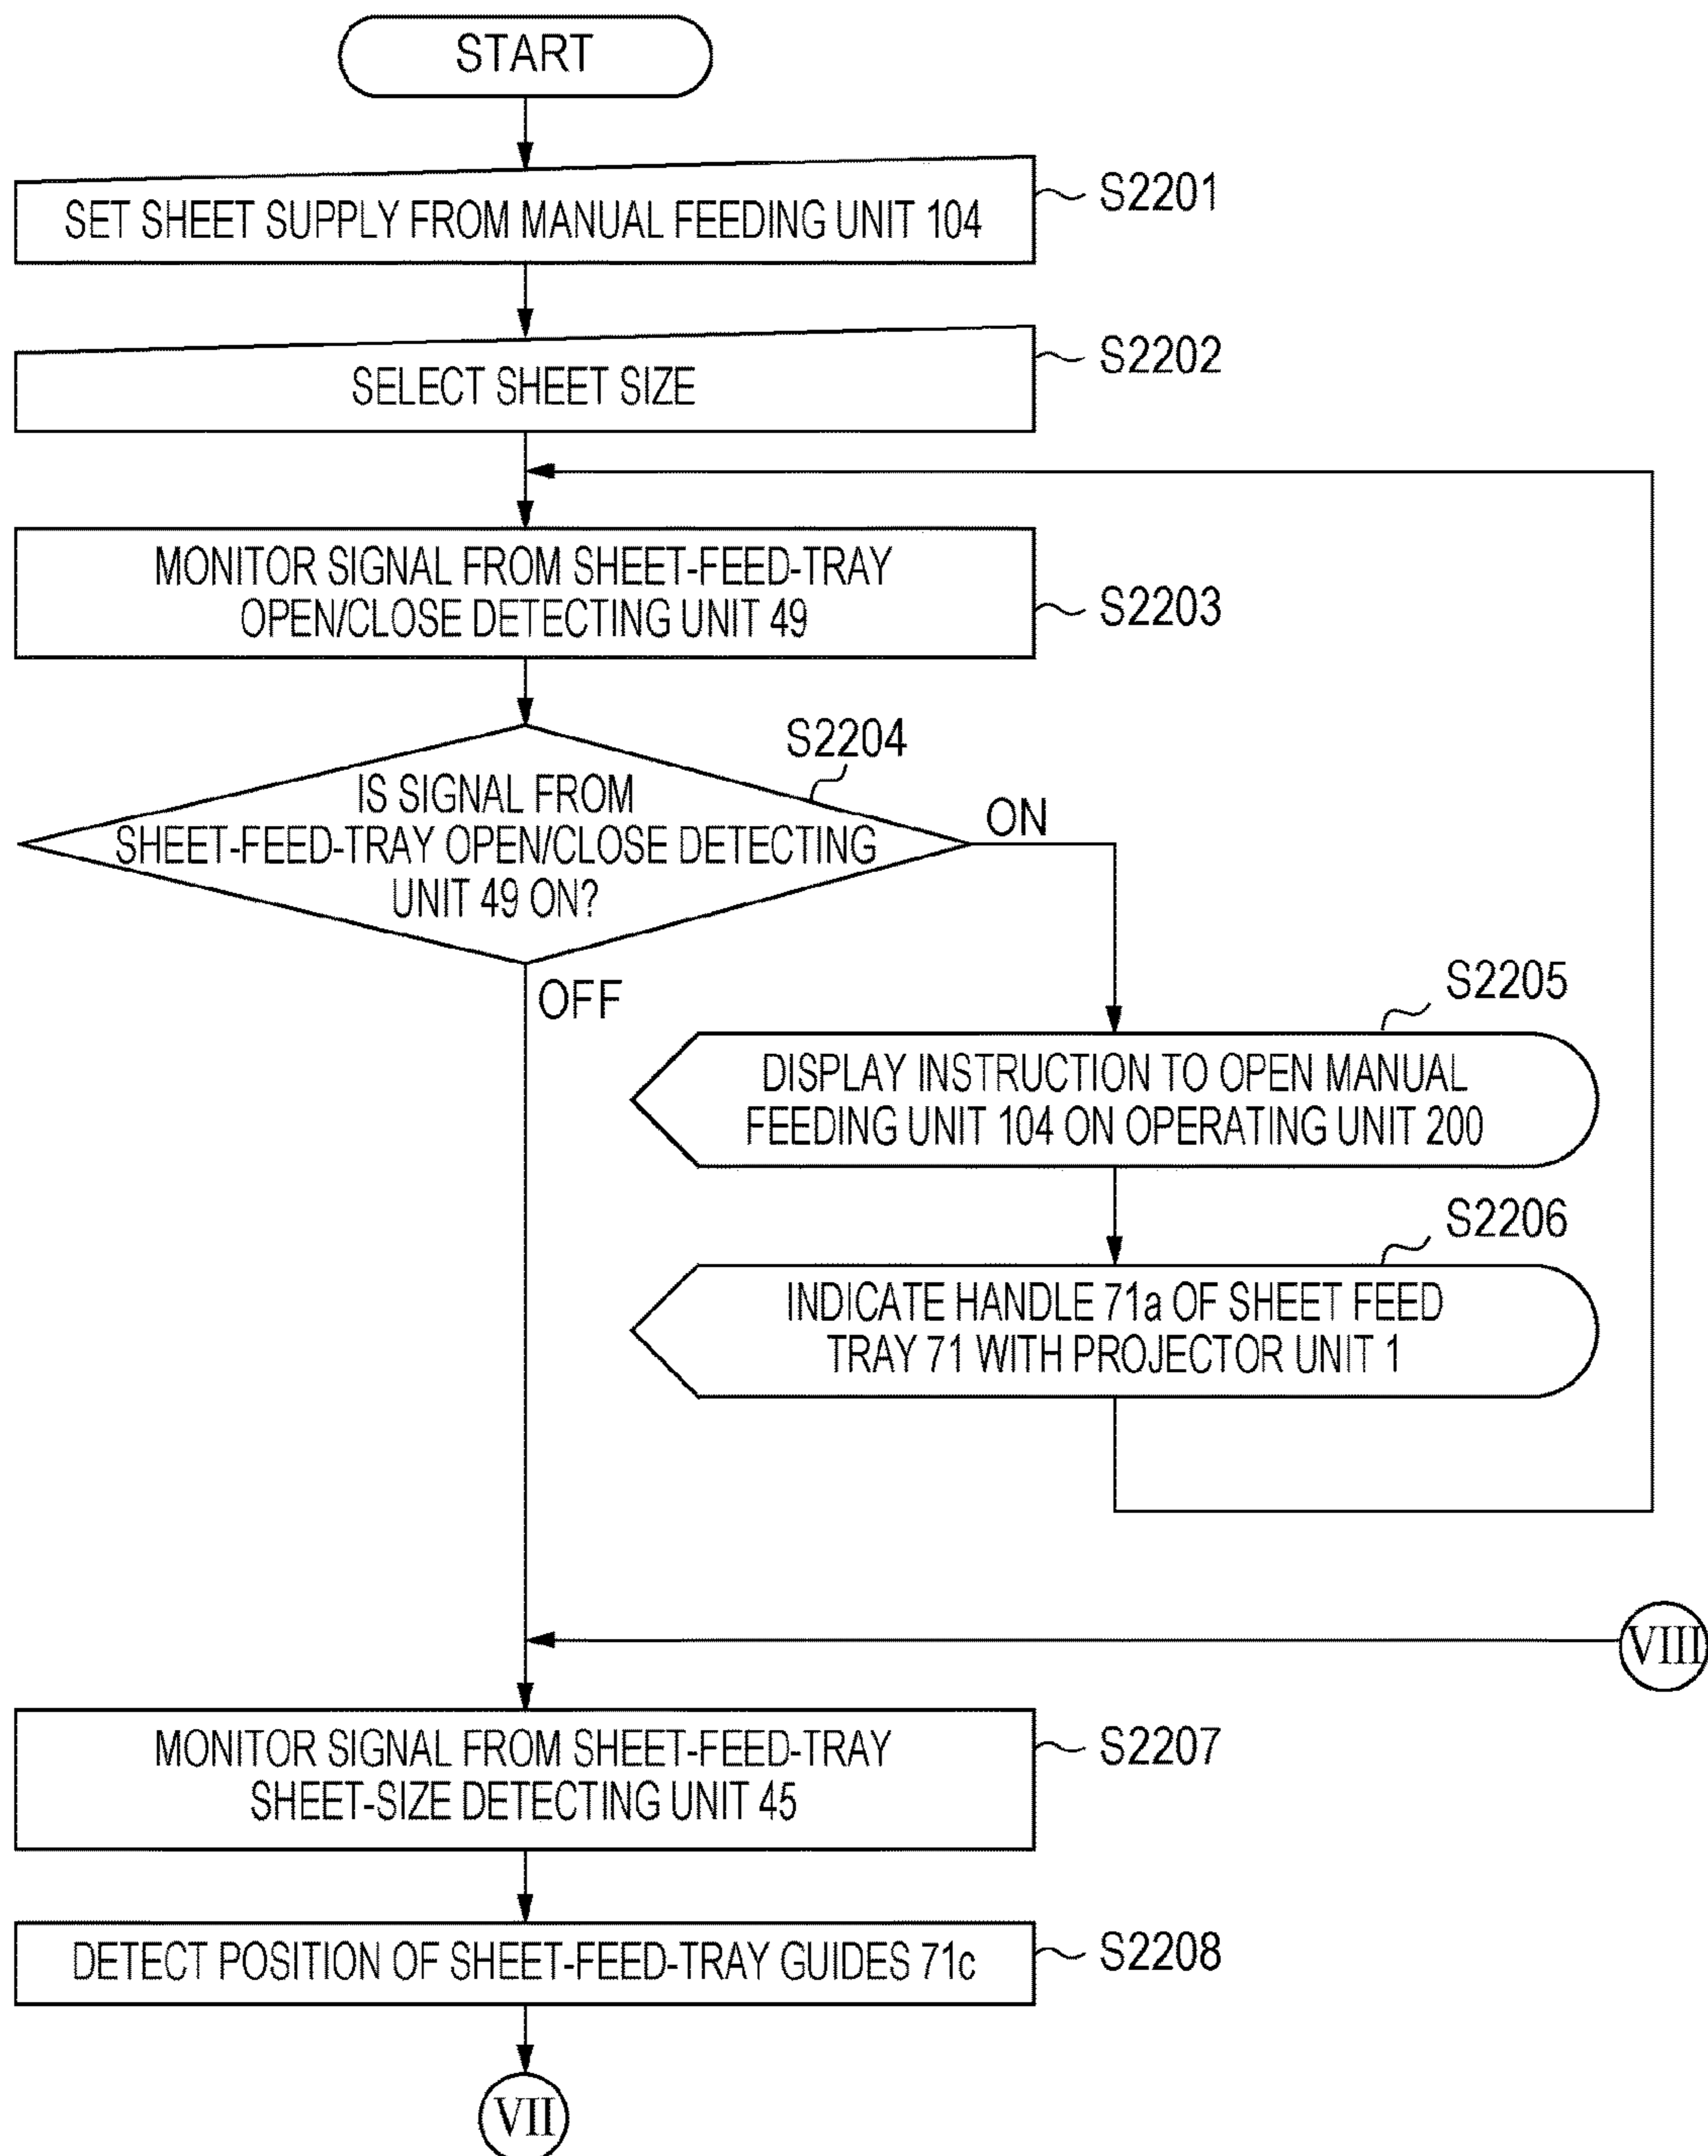 START
SET SHEET SUPPLY FROM MANUAL FEEDING UNIT 104
S2201
SELECT SHEET SIZE
S2202
MONITOR SIGNAL FROM SHEET-FEED-TRAY
OPEN/CLOSE DETECTING UNIT 49
S2203
S2204
IS SIGNAL FROM
SHEET-FEED-TRAY OPEN/CLOSE DETECTING
UNIT 49 ON?
ON
OFF
S2205
DISPLAY INSTRUCTION TO OPEN MANUAL
FEEDING UNIT 104 ON OPERATING UNIT 200
S2206
INDICATE HANDLE 71a OF SHEET FEED
TRAY 71 WITH PROJECTOR UNIT 1
VIII
MONITOR SIGNAL FROM SHEET-FEED-TRAY
SHEET-SIZE DETECTING UNIT 45
S2207
DETECT POSITION OF SHEET-FEED-TRAY GUIDES 71c
S2208
VII